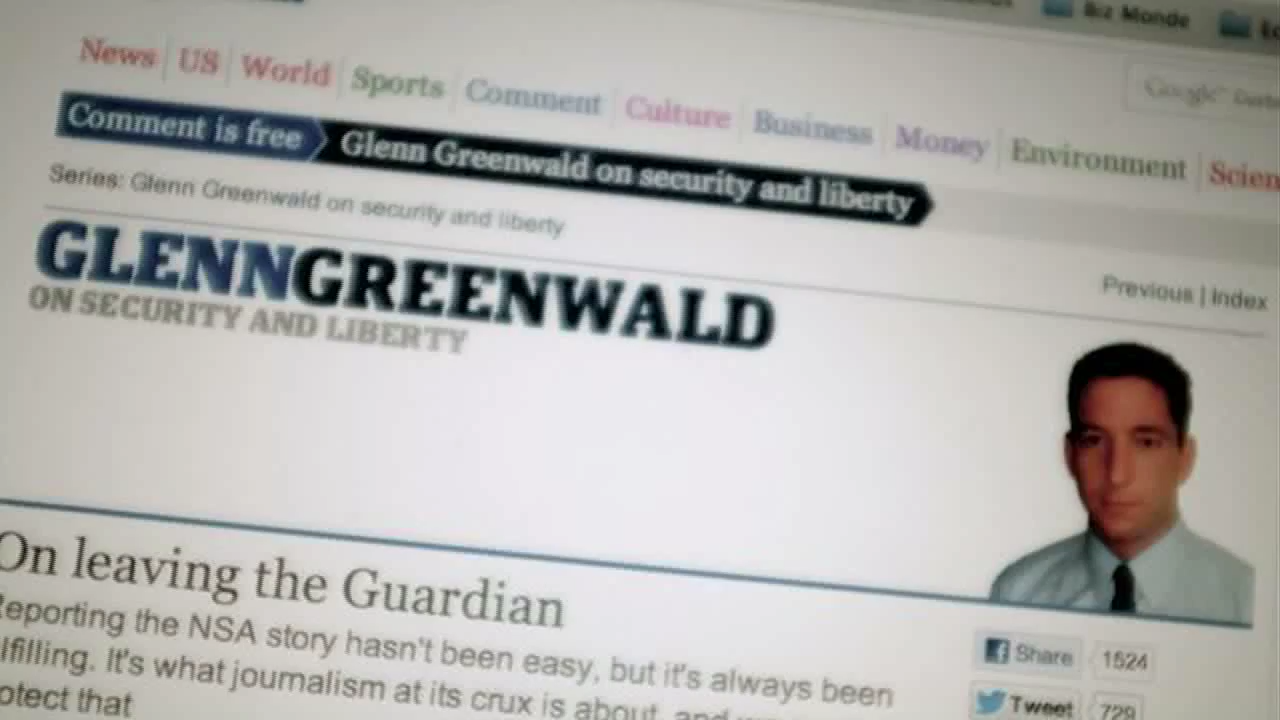 Biz Monde
News US World Sports Comment Culture Business Money Environment Scien
Google
Comment is free Glenn Greenwald on security and liberty
Series: Glenn Greenwald on security and liberty
Previous | Index
GLENNGREENWALD
ON SECURITY AND LIBERTY
On leaving the Guardian
Reporting the NSA story hasn't been easy, but it's always been
lfilling. It's what journalism at its crux is about, and
otect that
Share 1524
Tweet 729